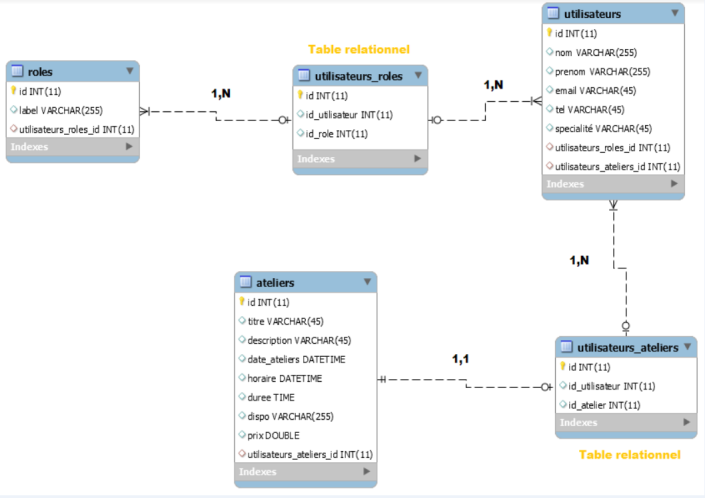 utilisateurs
id INT(11)
nom VARCHAR(255)
prenom VARCHAR(255)
email VARCHAR(45)
tel VARCHAR(45)
specialité VARCHAR(45)
utilisateurs_roles_id INT(11)
utilisateurs_ateliers_id INT(11)
Indexes
Table relationnel
roles
id INT(11)
label VARCHAR(255)
utilisateurs_roles_id INT(11)
Indexes
1,N
utilisateurs_roles
id INT(11)
id_utilisateur INT(11)
id_role INT(11)
Indexes
1,N
1,N
ateliers
id INT(11)
titre VARCHAR(45)
description VARCHAR(45)
date_ateliers DATETIME
horaire DATETIME
duree TIME
dispo VARCHAR(255)
prix DOUBLE
utilisateurs_ateliers_id INT(11)
Indexes
1,1
utilisateurs_ateliers
id INT(11)
id_utilisateur INT(11)
id_atelier INT(11)
Indexes
Table relationnel